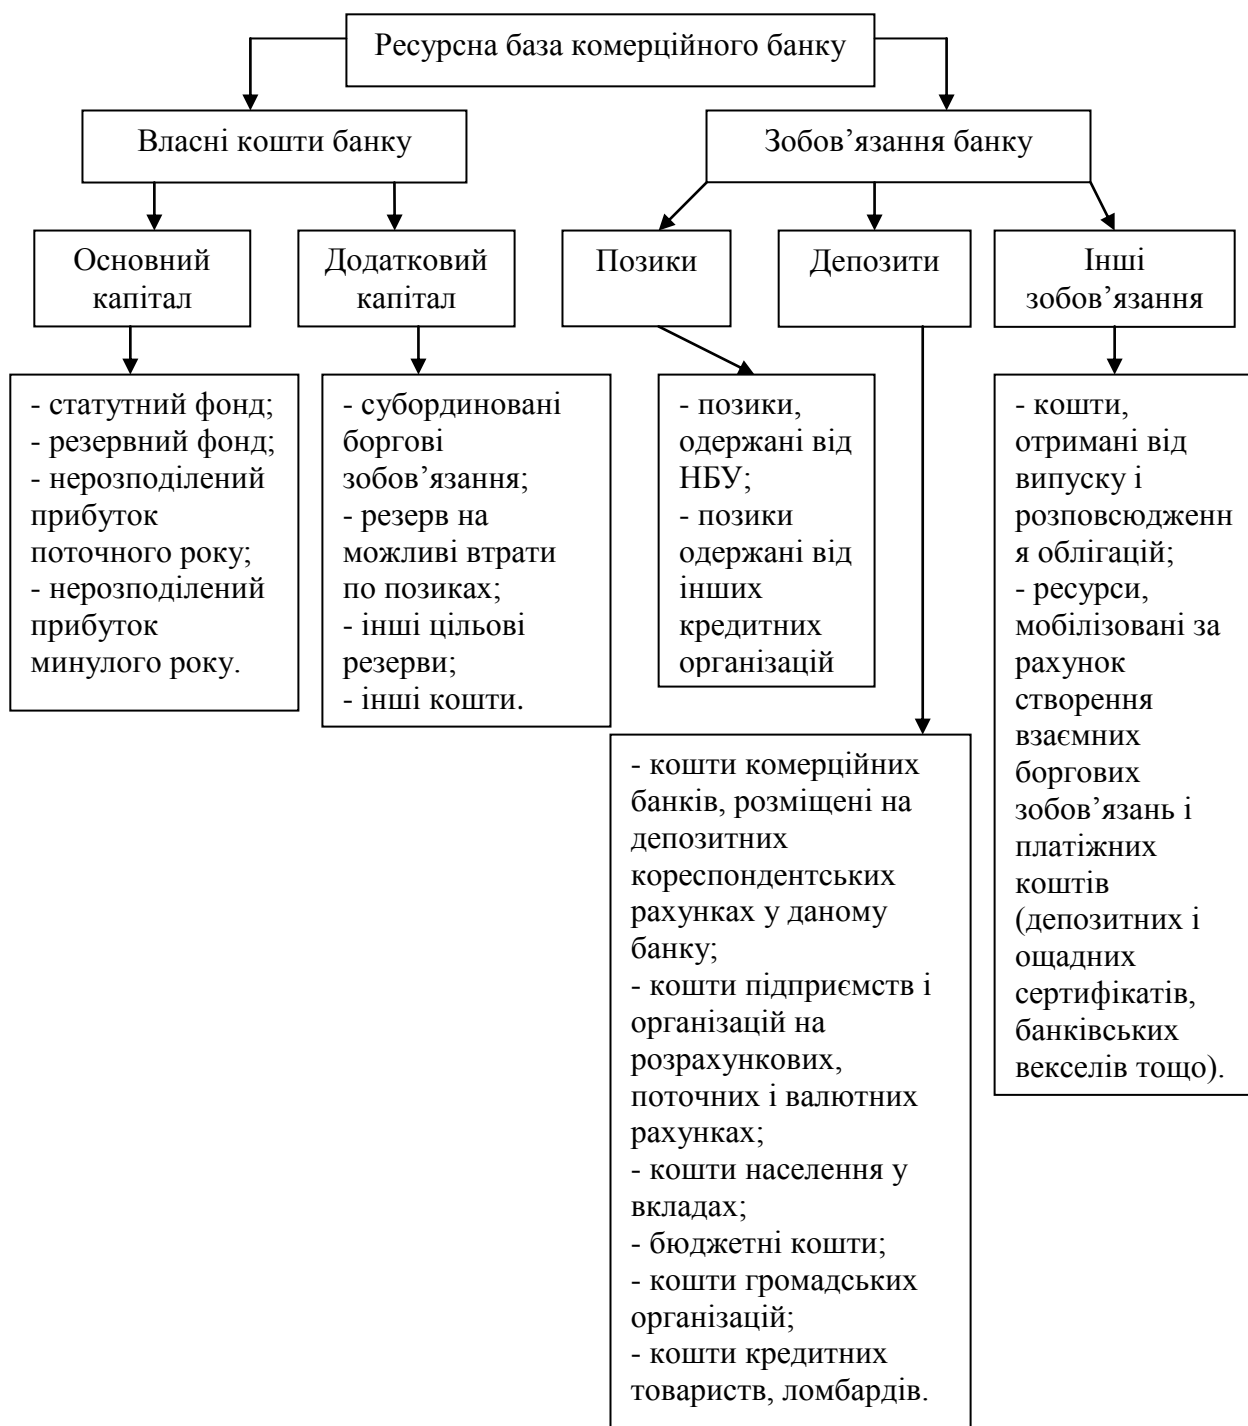 Ресурсна база комерційного банку
Власні кошти банку
Зобов’язання банку
Основний
капітал
Додатковий
капітал
Позики
Депозити
Інші
зобов’язання
- статутний фонд;
- резервний фонд;
- нерозподілений
прибуток
поточного року;
- нерозподілений
прибуток
минулого року.
- субординовані
боргові
зобов’язання;
- резерв на
можливі втрати
по позиках;
- інші цільові
резерви;
- інші кошти.
- позики,
одержані від
НБУ;
- позики
одержані від
інших
кредитних
організацій
- кошти комерційних
банків, розміщені на
депозитних
кореспондентських
рахунках у даному
банку;
- кошти підприємств і
організацій на
розрахункових,
поточних і валютних
рахунках;
- кошти населення у
вкладах;
- бюджетні кошти;
- кошти громадських
організацій;
- кошти кредитних
товариств, ломбардів.
- кошти,
отримані від
випуску і
розповсюдженн
я облігацій;
- ресурси,
мобілізовані за
рахунок
створення
взаємних
боргових
зобов’язань і
платіжних
коштів
(депозитних і
ощадних
сертифікатів,
банківських
векселів тощо).